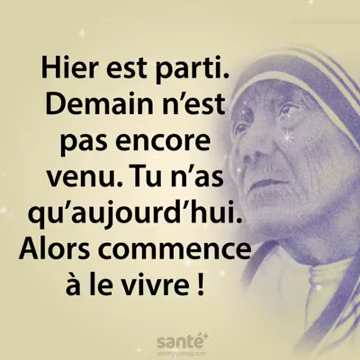 Hier est parti.
Demain n'est
pas encore
venu. Tu n'as
qu'aujourd'hui.
Alors commence
à le vivre !
santé+